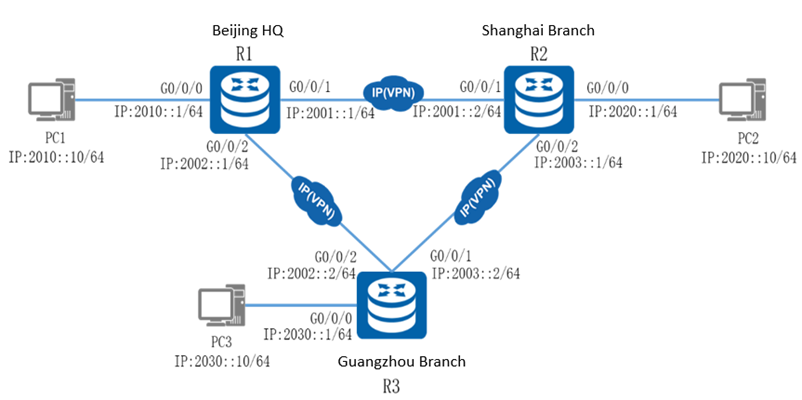 Beijing HQ
R1
Shanghai Branch
R2
G0/0/0
IP:2010::1/64
G0/0/1
IP:2001::1/64
IP(VPN)
G0/0/1
IP:2001::2/64
G0/0/0
IP:2020::1/64
PC1
IP:2010::10/64
PC2
IP:2020::10/64
G0/0/2
IP:2002::1/64
G0/0/2
IP:2003::1/64
IP(VPN)
IP(VPN)
G0/0/2
IP:2002::2/64
G0/0/1
IP:2003::2/64
G0/0/0
IP:2030::1/64
PC3
IP:2030::10/64
Guangzhou Branch
R3